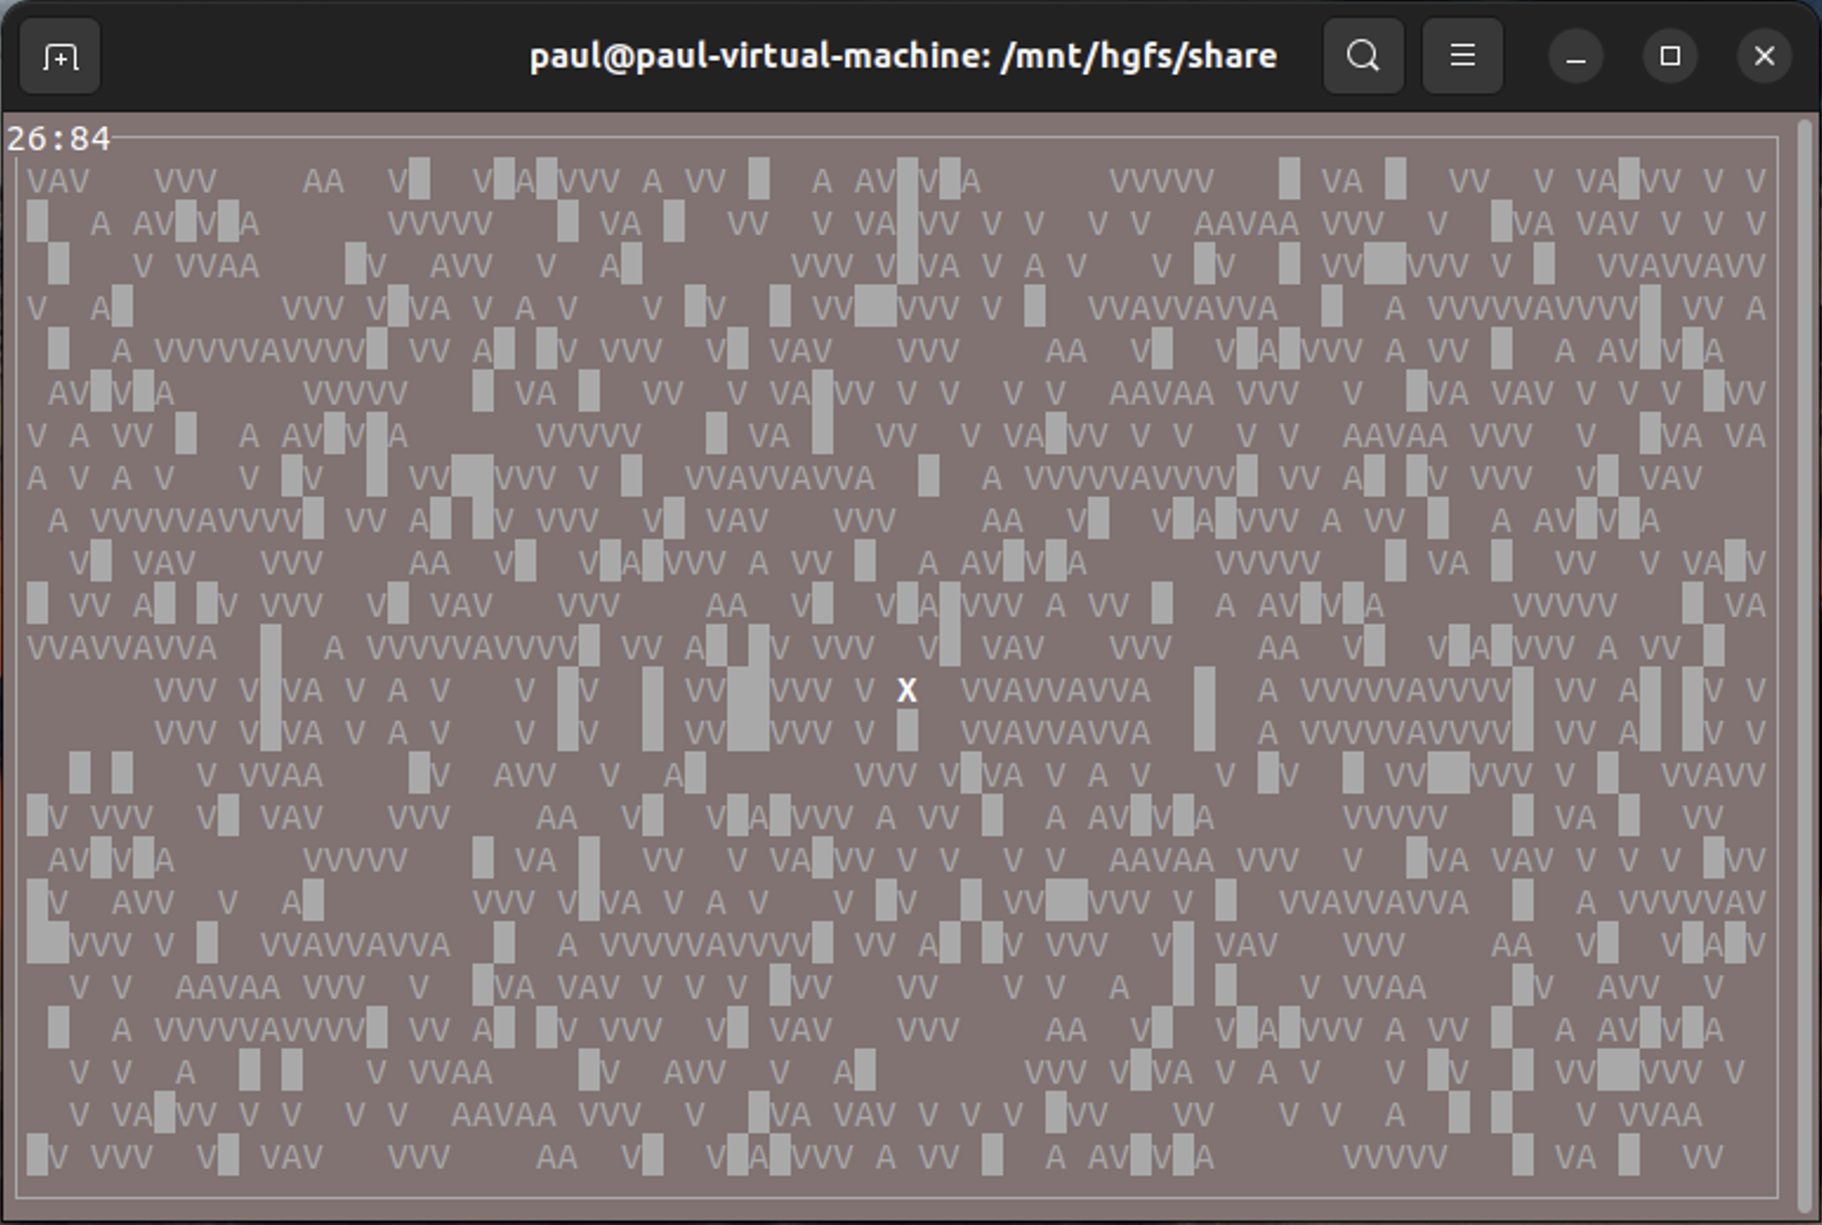 paul@paul-virtual-machine: /mnt/hgfs/share
26:84
VAV   VVV    AA  V█  V█A█VVV A VV █  A AV█V█A      VVVVV   █ VA █  VV  V VA█VV V V
█  A AV█V█A      VVVVV   █ VA █  VV  V VA█VV V V  V V  AAVAA VVV  V  █VA VAV V V V
 █   V VVAA    █V  AVV  V  A█       VVV V█VA V A V   V █V  █ VV██VVV V █  VVAVVAVV
V  A█       VVV V█VA V A V   V █V  █ VV██VVV V █  VVAVVAVVA  █  A VVVVVAVVVV█ VV A
 █  A VVVVVAVVVV█ VV A█ █V VVV  V█ VAV   VVV    AA  V█  V█A█VVV A VV █  A AV█V█A
 AV█V█A      VVVVV   █ VA █  VV  V VA█VV V V  V V  AAVAA VVV  V  █VA VAV V V V █VV
V A VV █  A AV█V█A      VVVVV   █ VA █  VV  V VA█VV V V  V V  AAVAA VVV  V  █VA VA
A V A V   V █V  █ VV██VVV V █  VVAVVAVVA  █  A VVVVVAVVVV█ VV A█ █V VVV  V█ VAV
 A VVVVVAVVVV█ VV A█ █V VVV  V█ VAV   VVV    AA  V█  V█A█VVV A VV █  A AV█V█A
  V█ VAV   VVV    AA  V█  V█A█VVV A VV █  A AV█V█A      VVVVV   █ VA █  VV  V VA█V
█ VV A█ █V VVV  V█ VAV   VVV    AA  V█  V█A█VVV A VV █  A AV█V█A      VVVVV   █ VA
VVAVVAVVA  █  A VVVVVAVVVV█ VV A█ █V VVV  V█ VAV   VVV    AA  V█  V█A█VVV A VV █
      VVV V█VA V A V   V █V  █ VV██VVV V X  VVAVVAVVA  █  A VVVVVAVVVV█ VV A█ █V V
      VVV V█VA V A V   V █V  █ VV██VVV V █  VVAVVAVVA  █  A VVVVVAVVVV█ VV A█ █V V
  █ █   V VVAA    █V  AVV  V  A█       VVV V█VA V A V   V █V  █ VV██VVV V █  VVAVV
█V VVV  V█ VAV   VVV    AA  V█  V█A█VVV A VV █  A AV█V█A      VVVVV   █ VA █  VV
 AV█V█A      VVVVV   █ VA █  VV  V VA█VV V V  V V  AAVAA VVV  V  █VA VAV V V V █VV
█V  AVV  V  A█       VVV V█VA V A V   V █V  █ VV██VVV V █  VVAVVAVVA  █  A VVVVVAV
██VVV V █  VVAVVAVVA  █  A VVVVVAVVVV█ VV A█ █V VVV  V█ VAV   VVV    AA  V█  V█A█V
  V V  AAVAA VVV  V  █VA VAV V V V █VV   VV   V V  A  █ █   V VVAA    █V  AVV  V
 █  A VVVVVAVVVV█ VV A█ █V VVV  V█ VAV   VVV    AA  V█  V█A█VVV A VV █  A AV█V█A
  V V  A  █ █   V VVAA    █V  AVV  V  A█       VVV V█VA V A V   V █V  █ VV██VVV V
  V VA█VV V V  V V  AAVAA VVV  V  █VA VAV V V V █VV   VV   V V  A  █ █   V VVAA
█V VVV  V█ VAV   VVV    AA  V█  V█A█VVV A VV █  A AV█V█A      VVVVV   █ VA █  VV